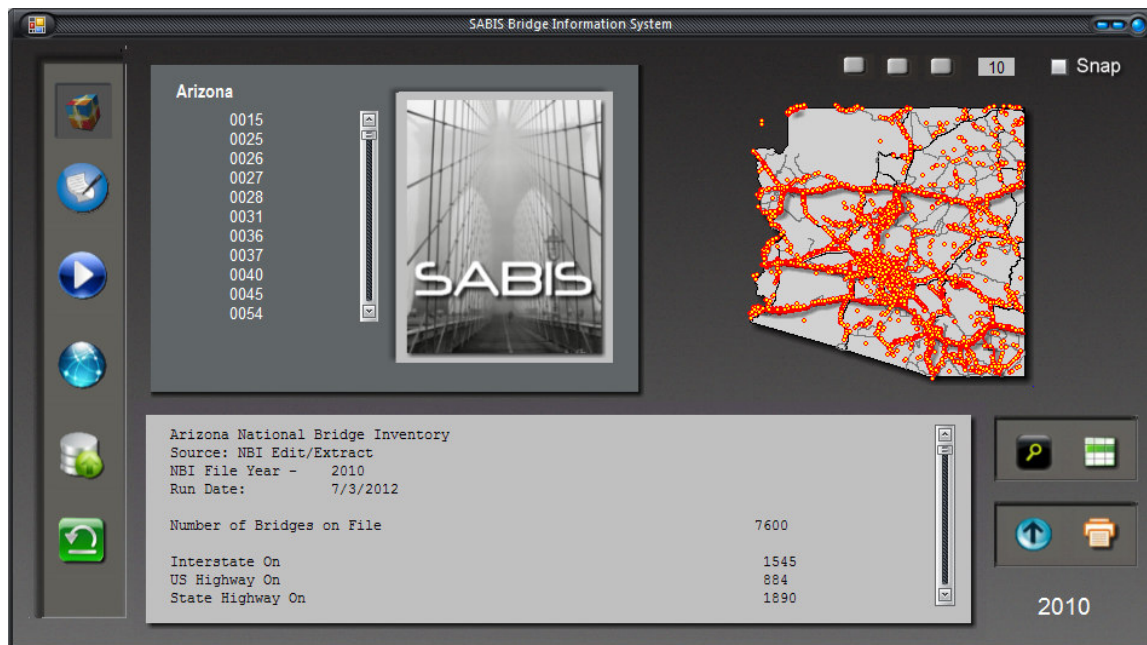 SABIS Bridge Information System
10
Snap
Arizona
0015
0025
0026
0027
0028
0031
0036
0037
0040
0045
0054
SABIS
Arizona National Bridge Inventory
Source: NBI Edit/Extract
NBI File Year - 2010
Run Date: 7/3/2012
Number of Bridges on File 7600
Interstate On 1545
US Highway On 884
State Highway On 1890
2010